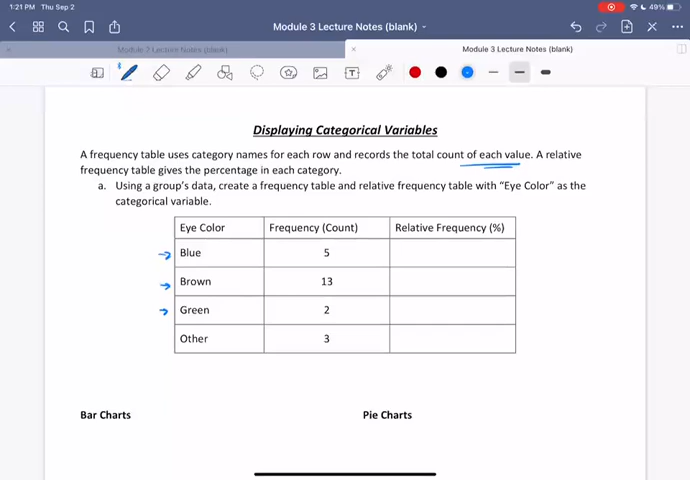 1:21 PM Thu Sep 2
49%
Module 3 Lecture Notes (blank)
Module 2 Lecture Notes (blank)
Module 3 Lecture Notes (blank)
Displaying Categorical Variables
A frequency table uses category names for each row and records the total count of each value. A relative
frequency table gives the percentage in each category.
a. Using a group's data, create a frequency table and relative frequency table with "Eye Color" as the
categorical variable.
Eye Color Frequency (Count) Relative Frequency (%)
Blue 5
Brown 13
Green 2
Other 3
Bar Charts Pie Charts